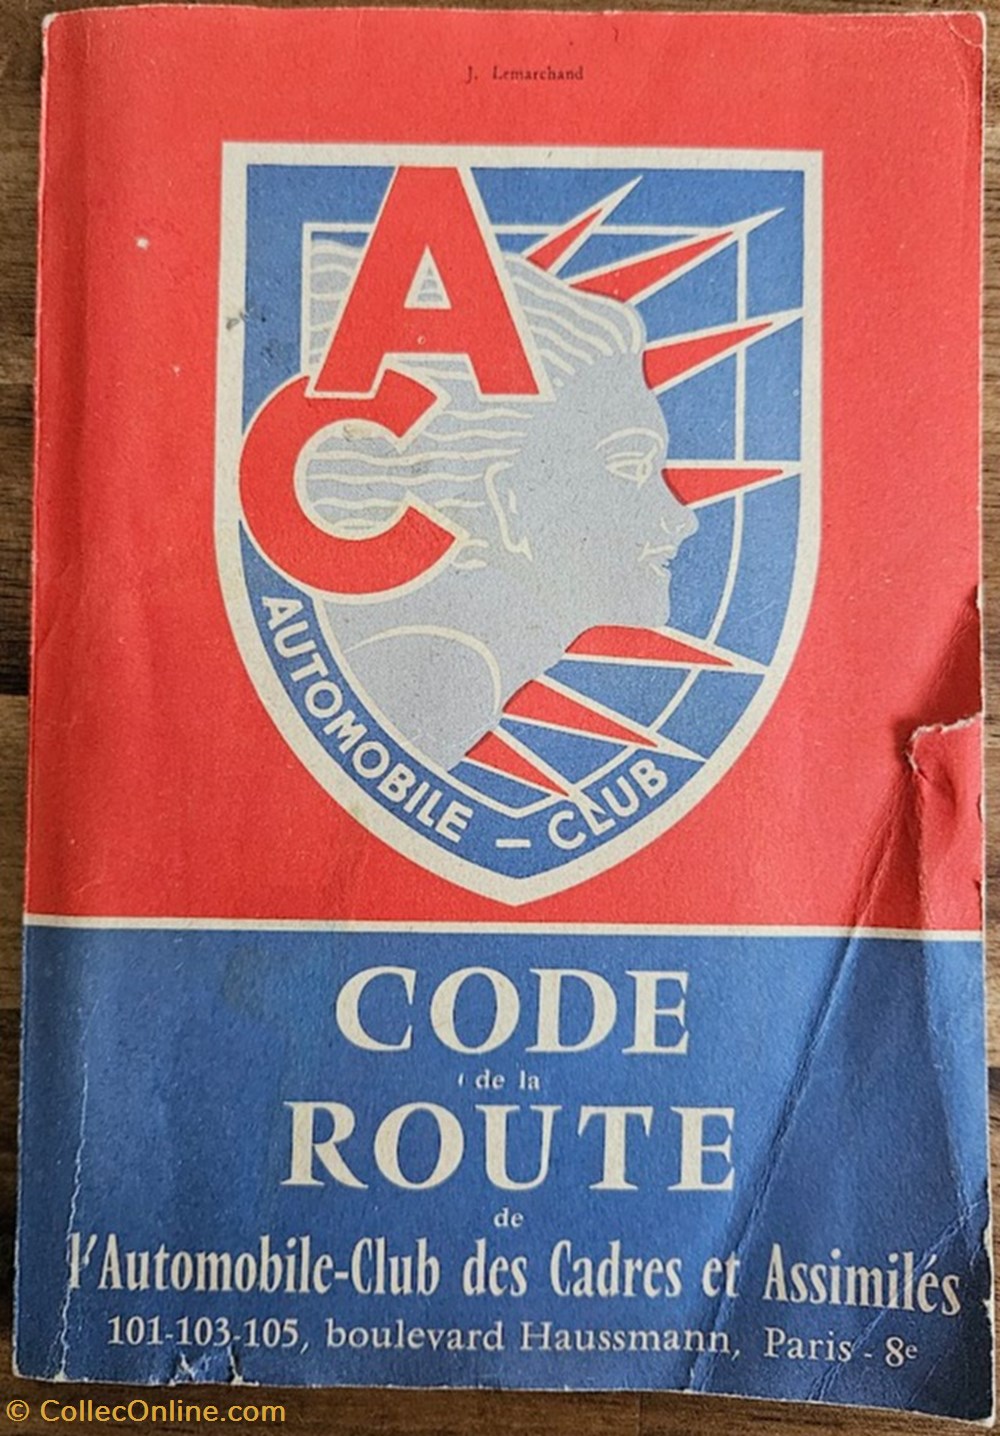 J. Lemarchand
AC
AUTOMOBILE - CLUB
CODE
de la
ROUTE
de
l'Automobile-Club des Cadres et Assimilés
101-103-105, boulevard Haussmann, Paris - 8e
© CollecOnline.com